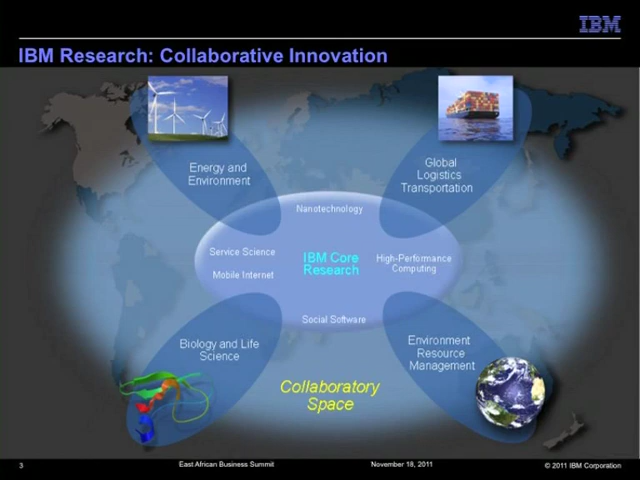 IBM
IBM Research: Collaborative Innovation
Energy and
Environment
Global
Logistics
Transportation
Nanotechnology
Service Science
Mobile Internet
IBM Core
Research
High-Performance
Computing
Social Software
Biology and Life
Science
Environment
Resource
Management
Collaboratory
Space
3
East African Business Summit
November 18, 2011
© 2011 IBM Corporation